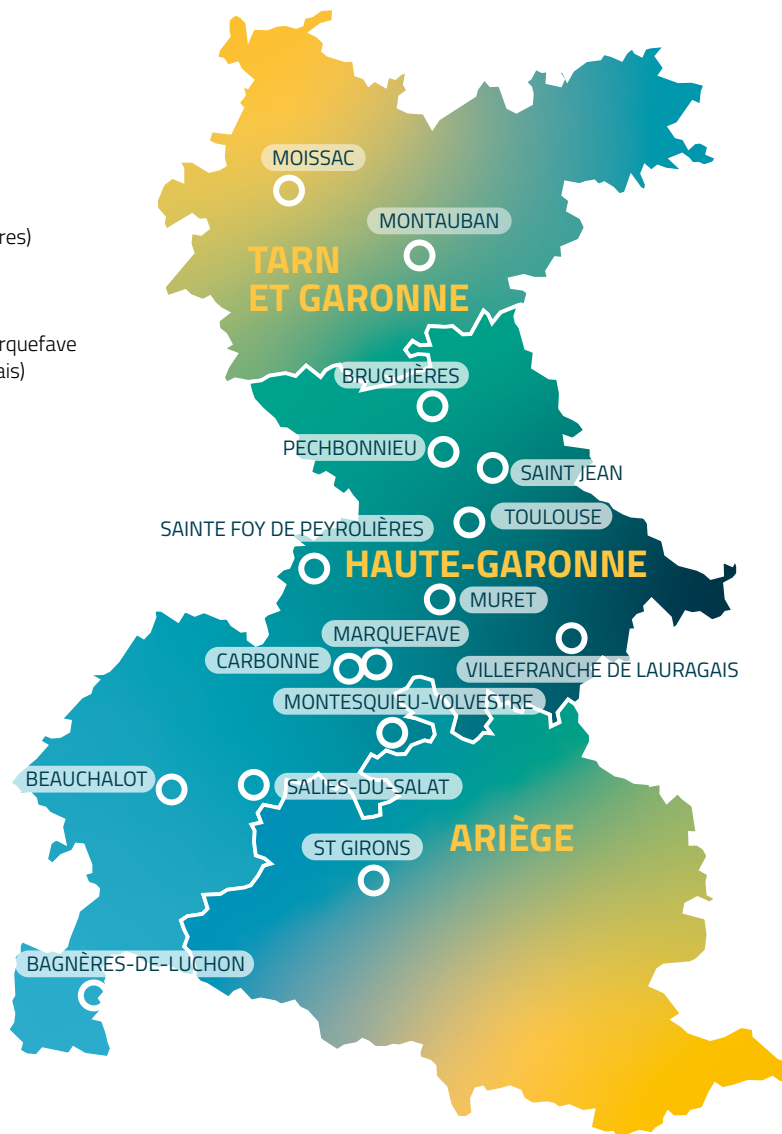 MOISSAC
res)
MONTAUBAN
TARN
ET GARONNE
rquefave
ais)
BRUGUIÈRES
PECHBONNIEU
SAINT JEAN
TOULOUSE
SAINTE FOY DE PEYROLIÈRES
HAUTE-GARONNE
MURET
MARQUEFAVE
CARBONNE
VILLEFRANCHE DE LAURAGAIS
MONTESQUIEU-VOLVESTRE
BEAUCHALOT
SALIES-DU-SALAT
ARIÈGE
ST GIRONS
BAGNÈRES-DE-LUCHON